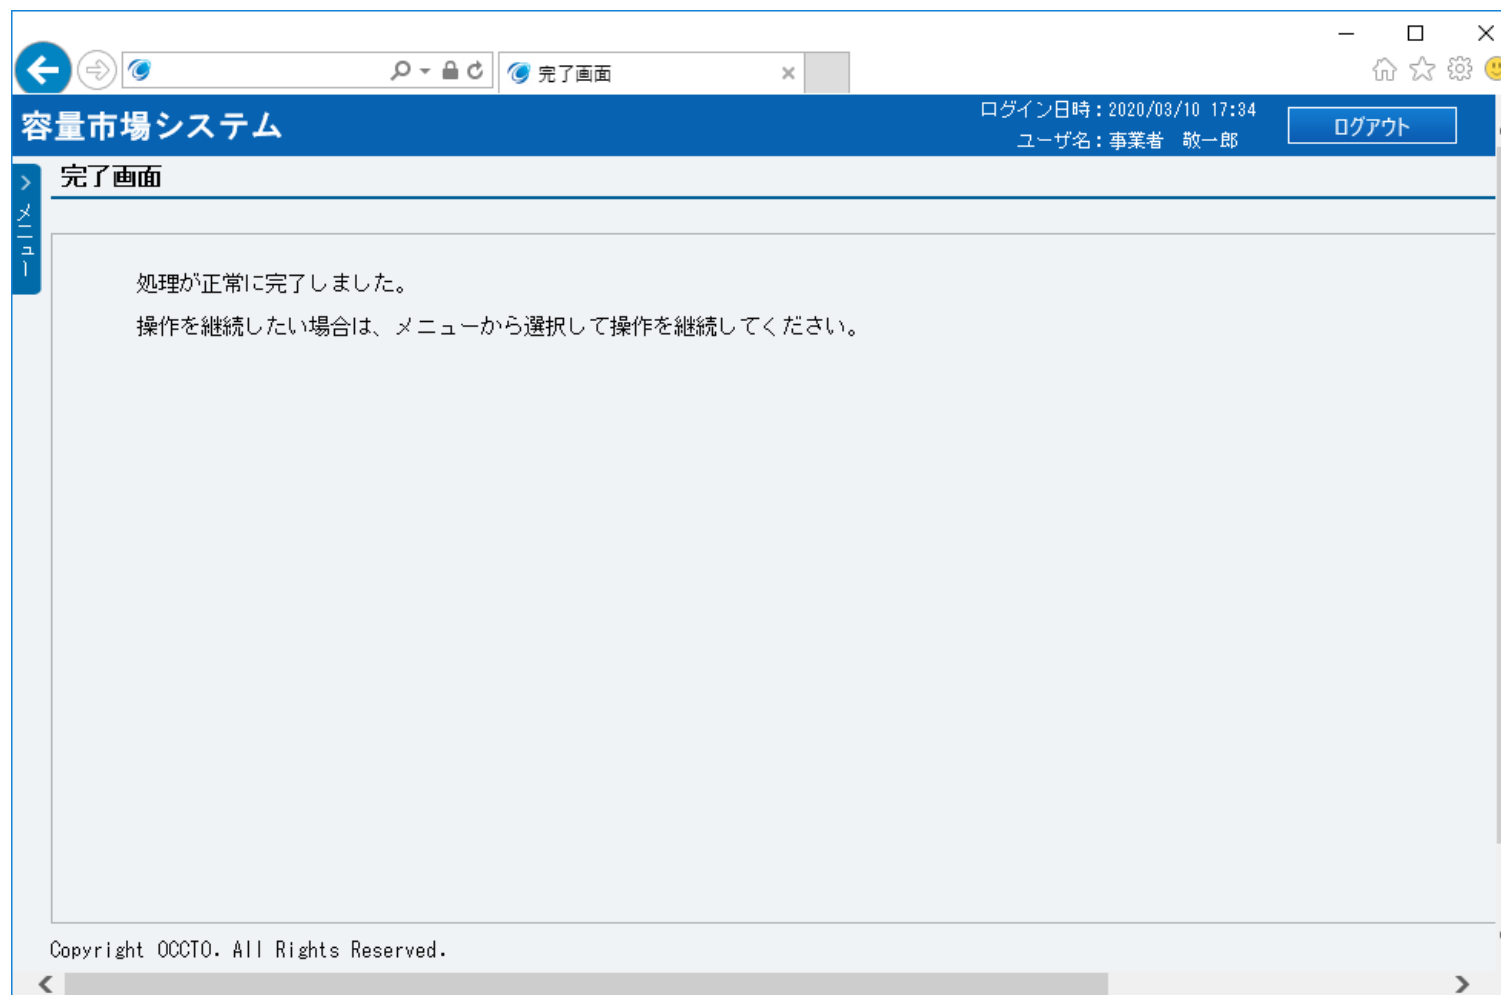 完了画面
容量市場システム
ログイン日時：2020/03/10 17:34
ユーザ名：事業者　敬一郎
ログアウト
メニュー
完了画面
処理が正常に完了しました。
操作を継続したい場合は、メニューから選択して操作を継続してください。
Copyright OCCTO. All Rights Reserved.